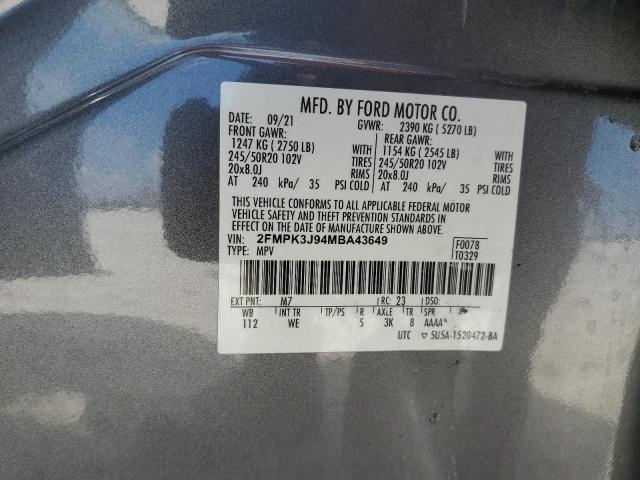 MFD. BY FORD MOTOR CO.
DATE: 09/21 GVWR: 2390 KG ( 5270 LB)
FRONT GAWR: REAR GAWR:
1247 KG ( 2750 LB) WITH 1154 KG ( 2545 LB) WITH
245/50R20 102V TIRES 245/50R20 102V TIRES
20x8.0J RIMS 20x8.0J RIMS
AT 240 kPa/ 35 PSI COLD AT 240 kPa/ 35 PSI COLD
THIS VEHICLE CONFORMS TO ALL APPLICABLE FEDERAL MOTOR
VEHICLE SAFETY AND THEFT PREVENTION STANDARDS IN
EFFECT ON THE DATE OF MANUFACTURE SHOWN ABOVE.
VIN: 2FMPK3J94MBA43649 F0078
TYPE: MPV T0329
EXT PNT: M7 RC: 23 DSO:
WB INT TR TP/PS R AXLE TR SPR
112 WE S 3K 8 AAAA
UTC ▽ 5U5A-1520472-BA